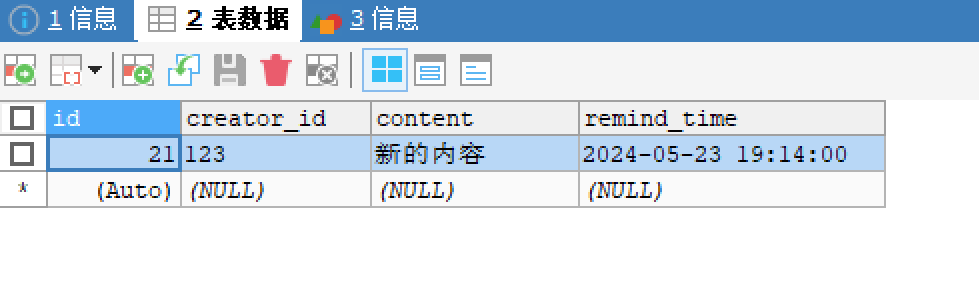 1 信息 2 表数据 3 信息
id creator_id content remind_time
21 123 新的内容 2024-05-23 19:14:00
* (Auto) (NULL) (NULL) (NULL)